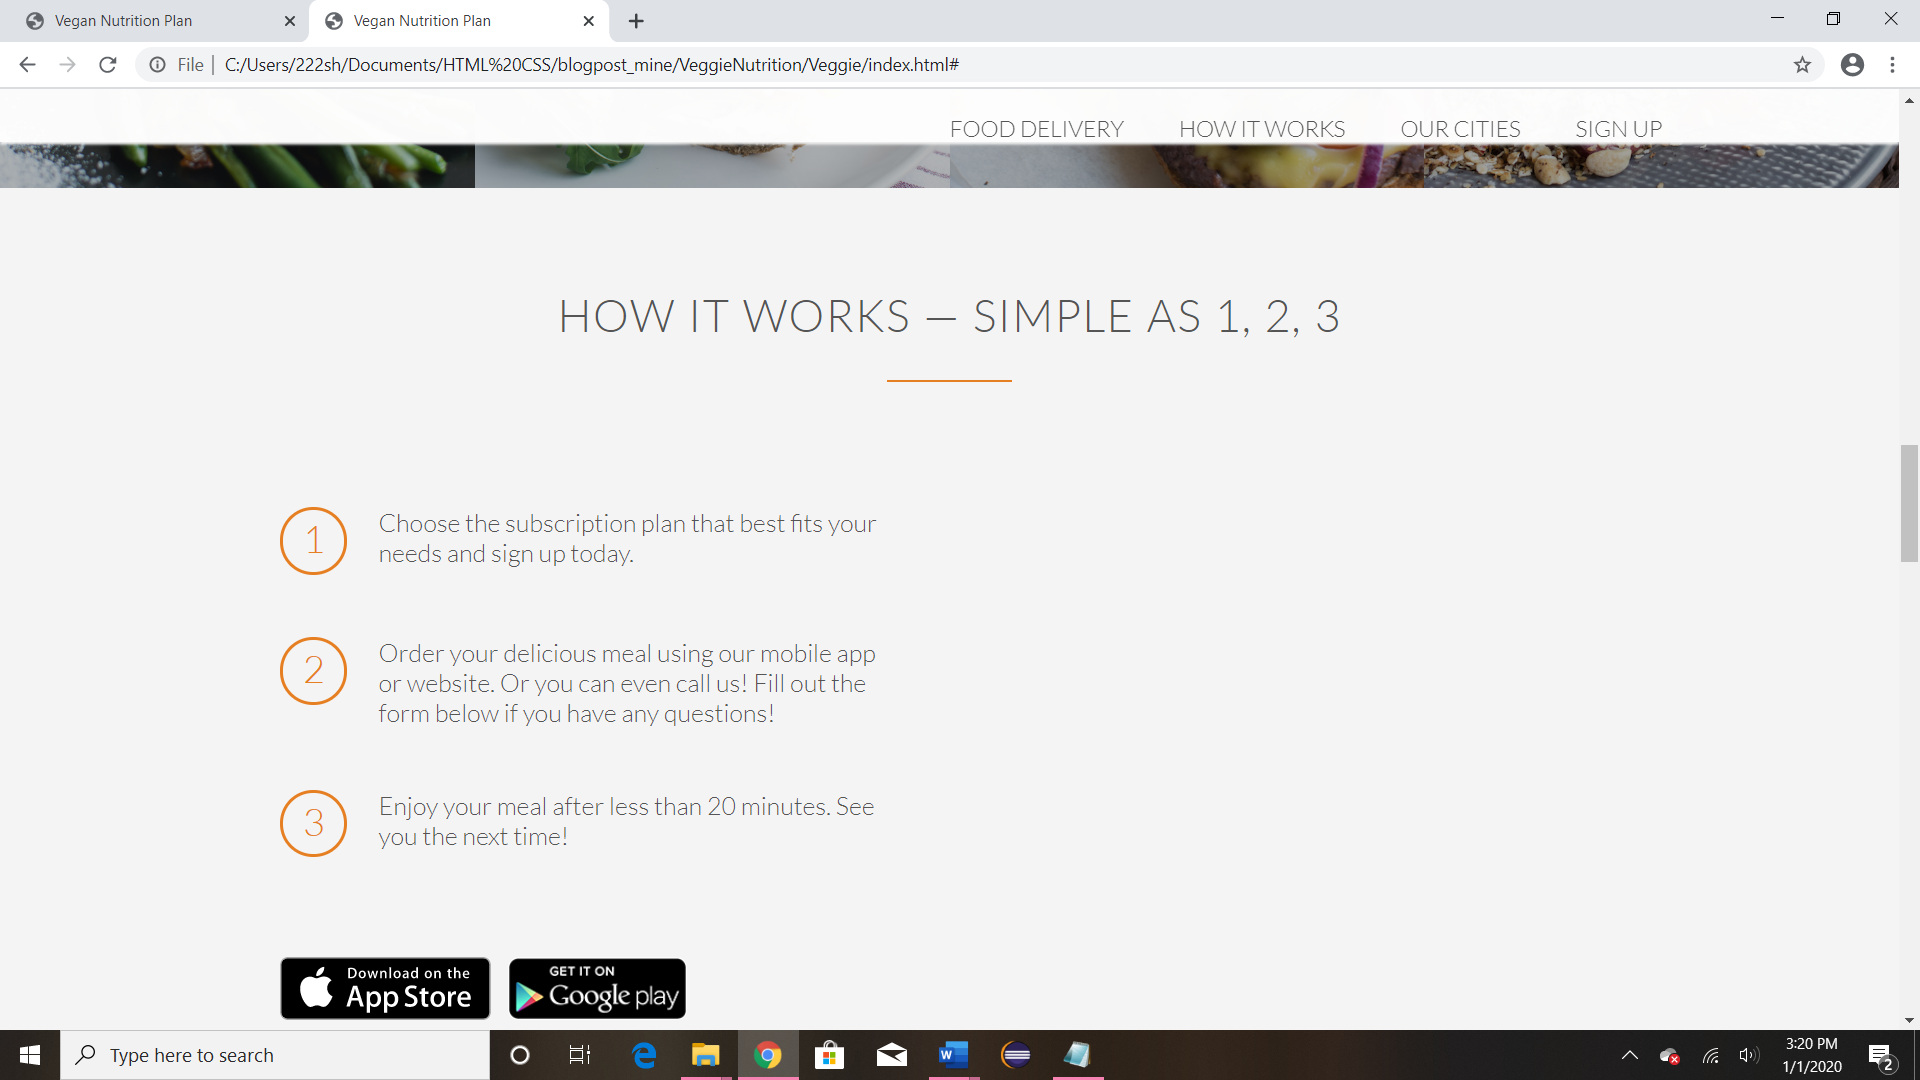 Vegan Nutrition Plan
Vegan Nutrition Plan
File | C:/Users/222sh/Documents/HTML%20CSS/blogpost_mine/VeggieNutrition/Veggie/index.html#
FOOD DELIVERY HOW IT WORKS OUR CITIES SIGN UP
HOW IT WORKS — SIMPLE AS 1, 2, 3
1
Choose the subscription plan that best fits your
needs and sign up today.
2
Order your delicious meal using our mobile app
or website. Or you can even call us! Fill out the
form below if you have any questions!
3
Enjoy your meal after less than 20 minutes. See
you the next time!
Download on the
App Store
GET IT ON
Google play
Type here to search
W
3:20 PM
1/1/2020
2